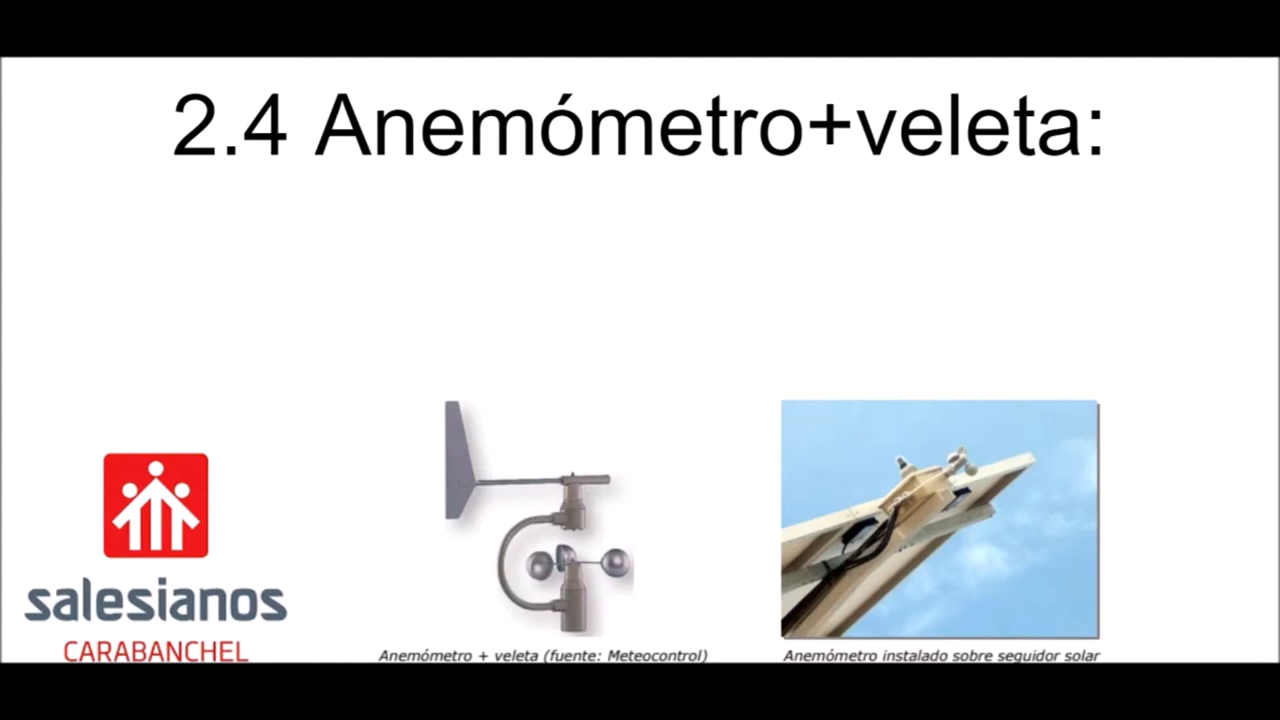 2.4 Anemómetro+veleta:
salesianos
CARABANCHEL
Anemómetro + veleta (fuente: Meteocontrol)
Anemómetro instalado sobre seguidor solar